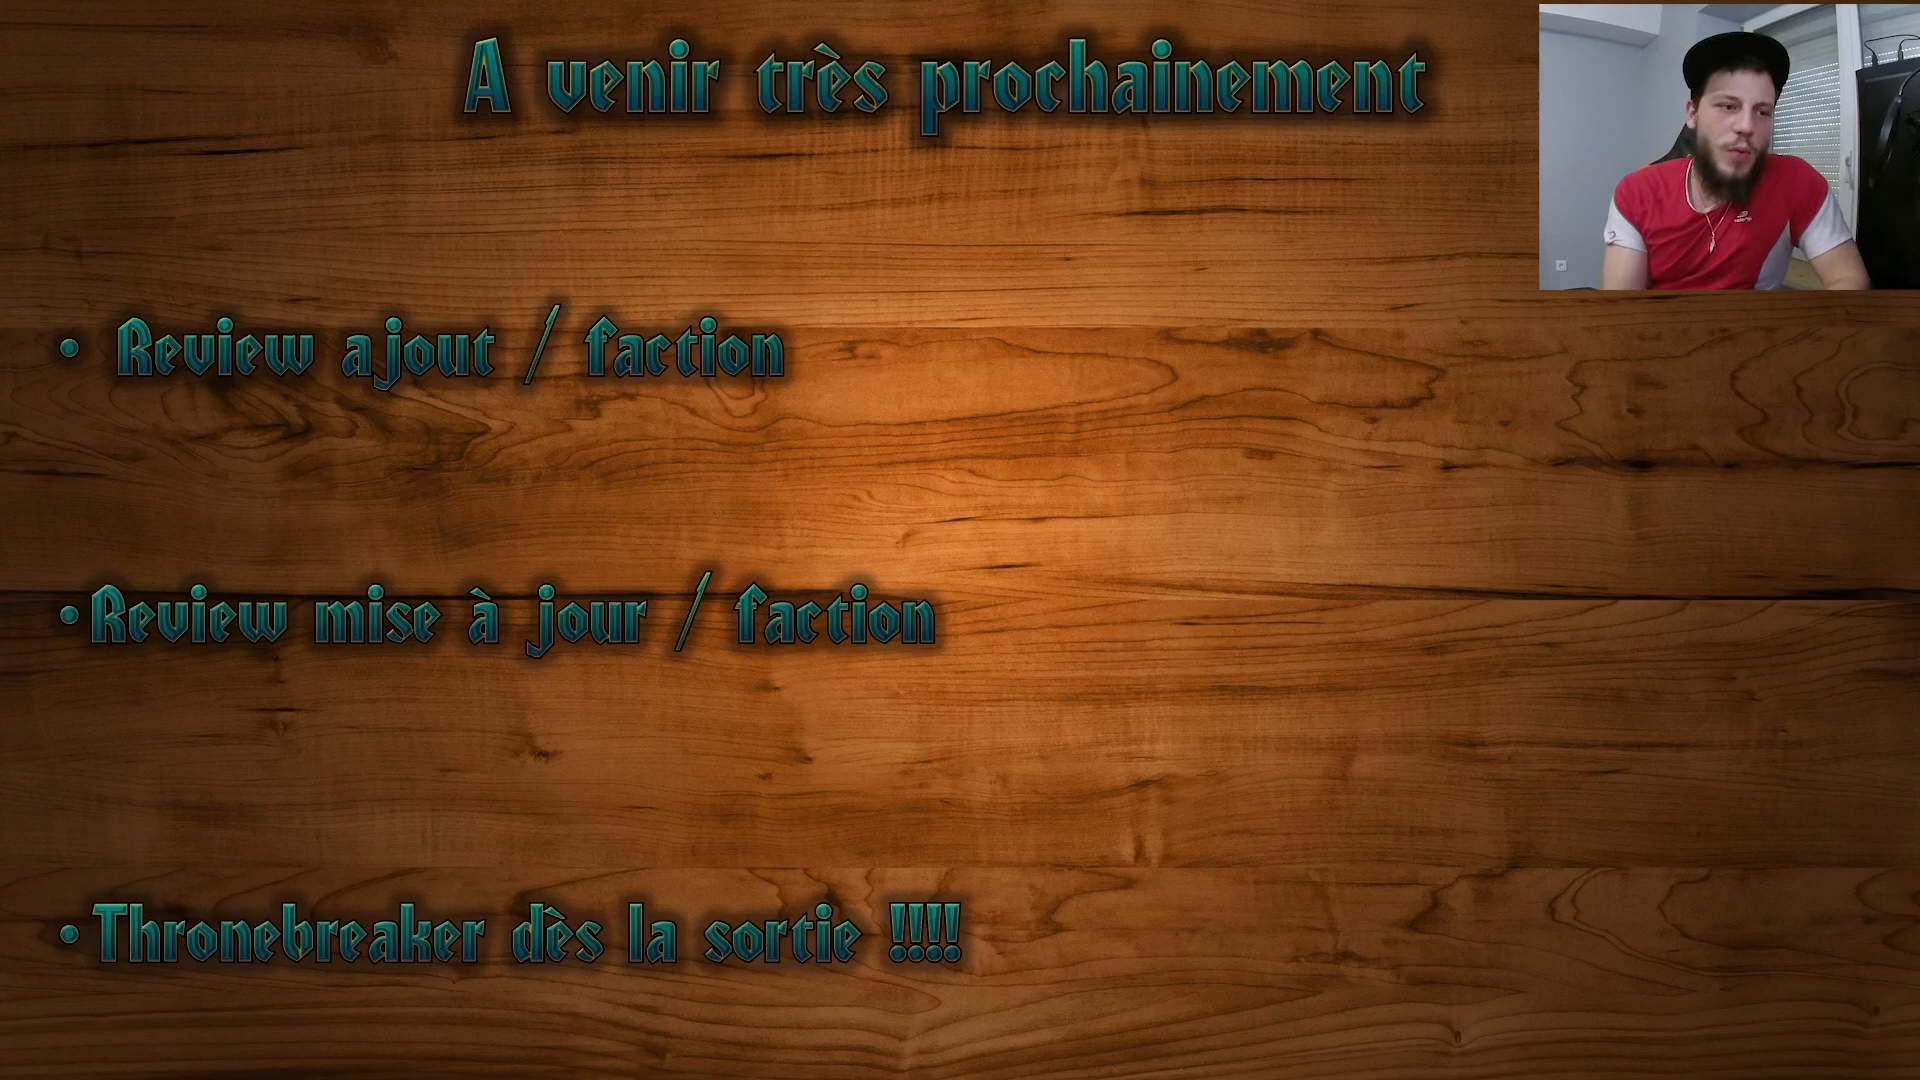 A venir très prochainement
• Review ajout / faction
• Review mise à jour / faction
• Thronebreaker dès la sortie !!!!